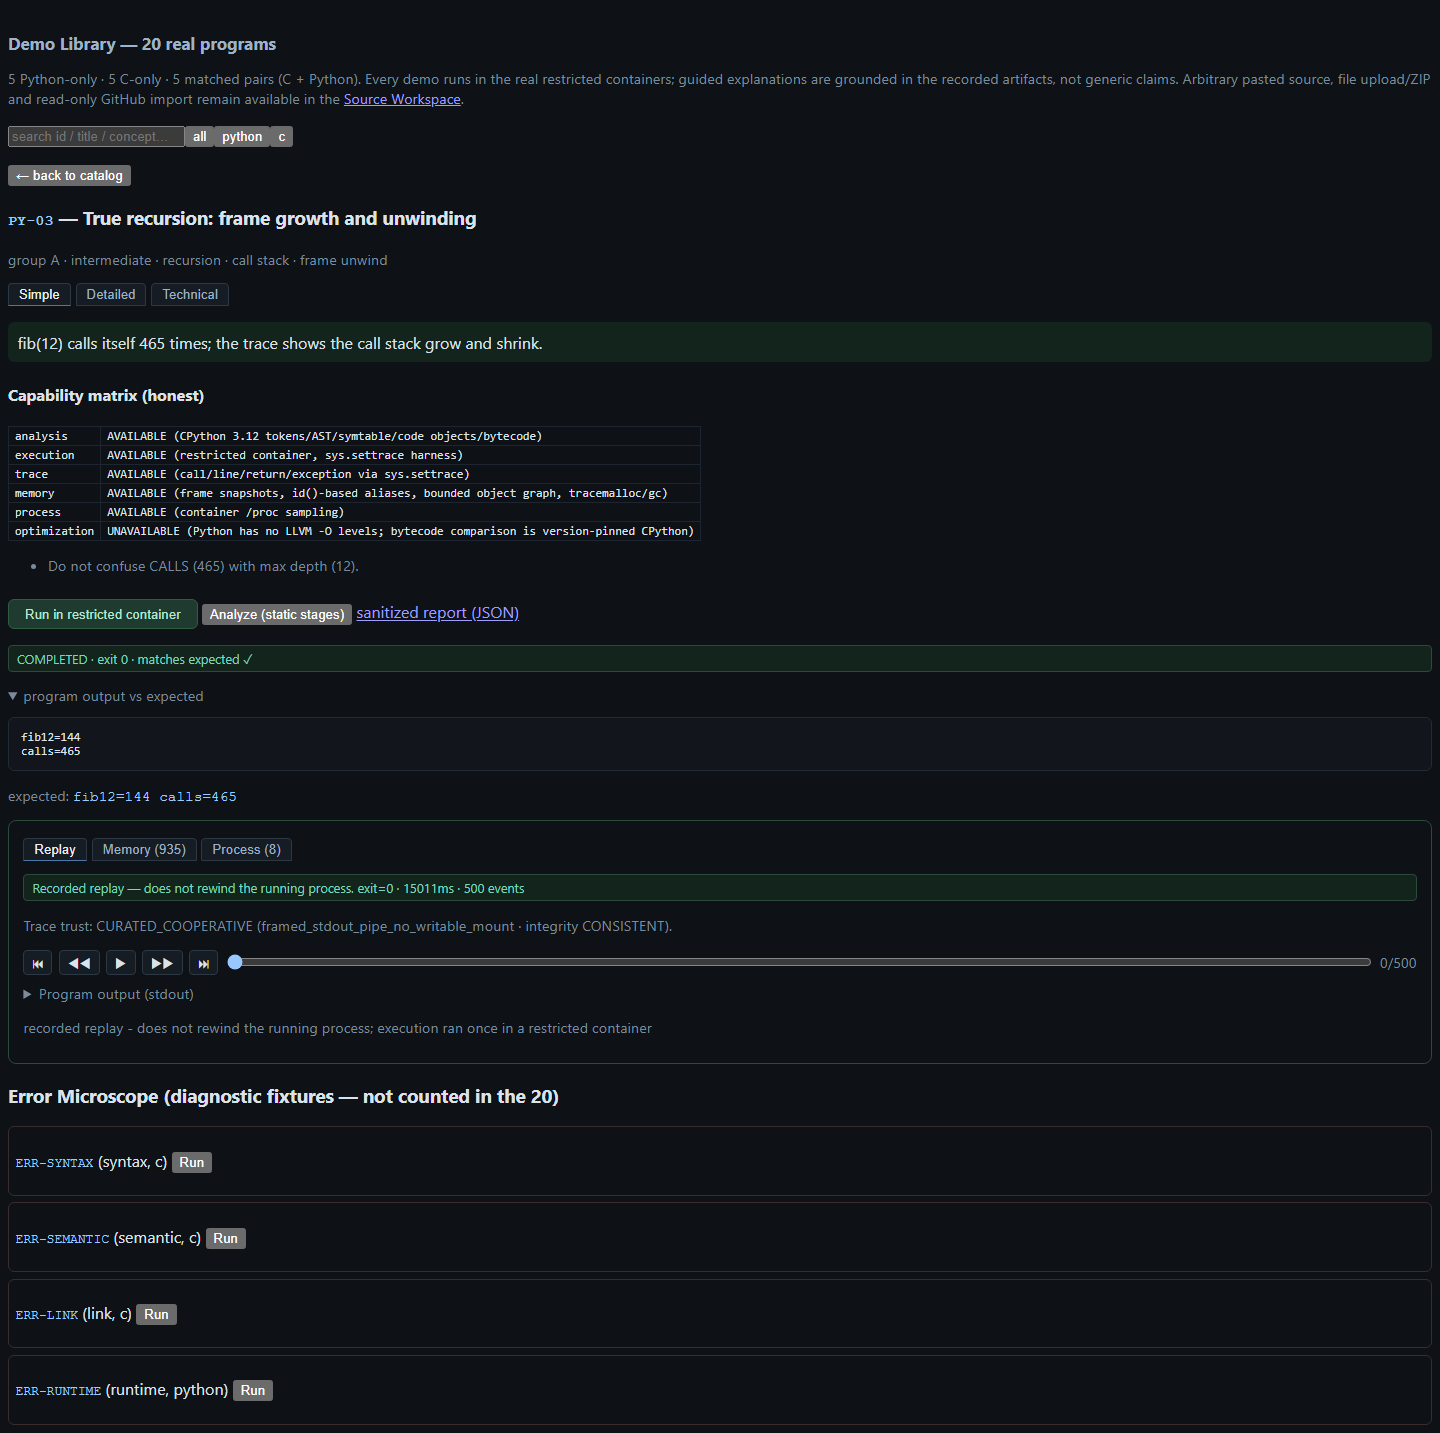 Demo Library — 20 real programs
5 Python-only · 5 C-only · 5 matched pairs (C + Python). Every demo runs in the real restricted containers; guided explanations are grounded in the recorded artifacts, not generic claims. Arbitrary pasted source, file upload/ZIP
and read-only GitHub import remain available in the Source Workspace.
search id / title / concept… all python c
← back to catalog
PY-03 — True recursion: frame growth and unwinding
group A · intermediate · recursion · call stack · frame unwind
Simple Detailed Technical
fib(12) calls itself 465 times; the trace shows the call stack grow and shrink.
Capability matrix (honest)
analysis AVAILABLE (CPython 3.12 tokens/AST/symtable/code objects/bytecode)
execution AVAILABLE (restricted container, sys.settrace harness)
trace AVAILABLE (call/line/return/exception via sys.settrace)
memory AVAILABLE (frame snapshots, id()-based aliases, bounded object graph, tracemalloc/gc)
process AVAILABLE (container /proc sampling)
optimization UNAVAILABLE (Python has no LLVM -O levels; bytecode comparison is version-pinned CPython)
• Do not confuse CALLS (465) with max depth (12).
Run in restricted container Analyze (static stages) sanitized report (JSON)
COMPLETED · exit 0 · matches expected ✓
▼ program output vs expected
fib12=144
calls=465
expected: fib12=144 calls=465
Replay Memory (935) Process (8)
Recorded replay — does not rewind the running process. exit=0 · 15011ms · 500 events
Trace trust: CURATED_COOPERATIVE (framed_stdout_pipe_no_writable_mount · integrity CONSISTENT).
⏮ ◀◀ ▶ ▶▶ ⏭ 0/500
▶ Program output (stdout)
recorded replay - does not rewind the running process; execution ran once in a restricted container
Error Microscope (diagnostic fixtures — not counted in the 20)
ERR-SYNTAX (syntax, c) Run
ERR-SEMANTIC (semantic, c) Run
ERR-LINK (link, c) Run
ERR-RUNTIME (runtime, python) Run